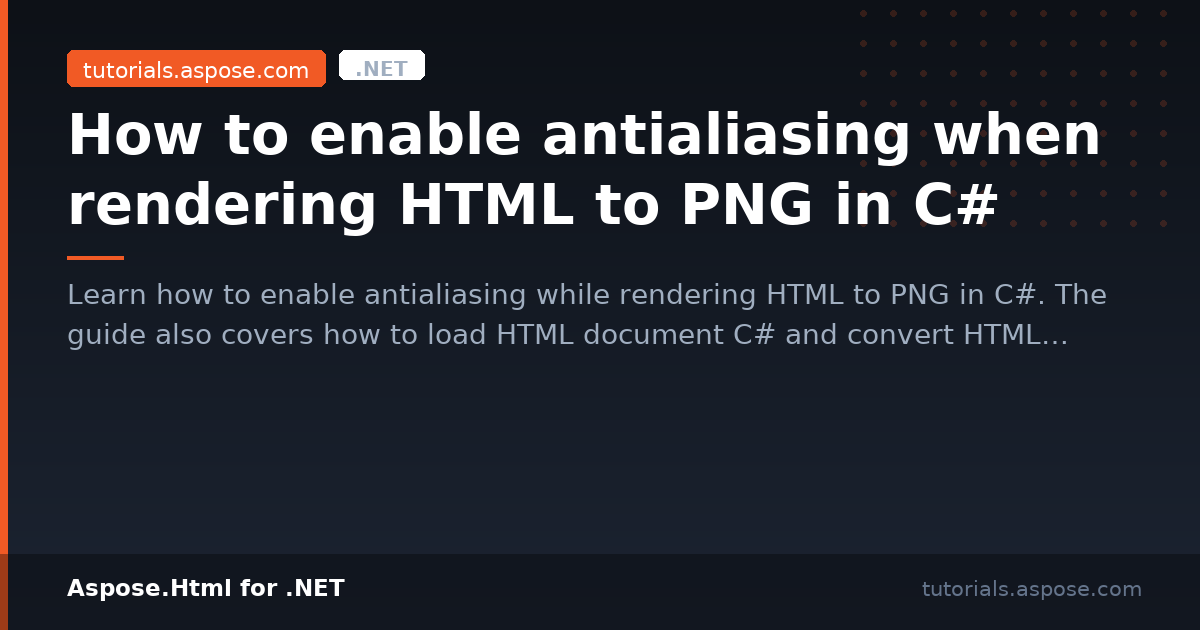 tutorials.aspose.com
.NET
How to enable antialiasing when
rendering HTML to PNG in C#
Learn how to enable antialiasing while rendering HTML to PNG in C#. The
guide also covers how to load HTML document C# and convert HTML...
Aspose.Html for .NET
tutorials.aspose.com